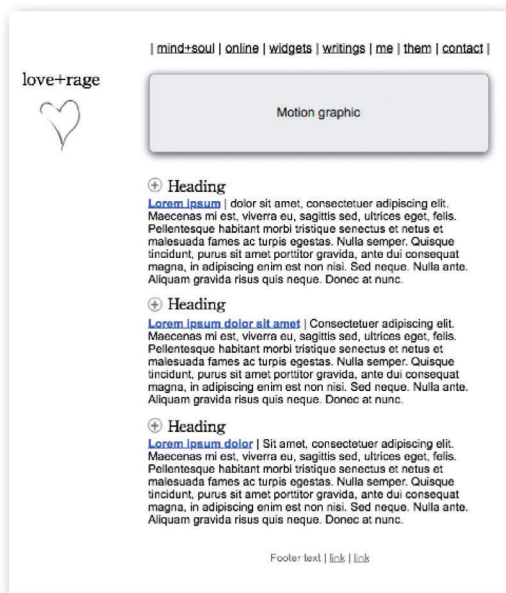 | mind+soul | online | widgets | writings | me | them | contact |
love+rage
Motion graphic
Heading
Lorem ipsum | dolor sit amet, consectetuer adipiscing elit.
Maecenas mi est, viverra eu, sagittis sed, ultrices eget, felis.
Pellentesque habitant morbi tristique senectus et netus et
malesuada fames ac turpis egestas. Nulla semper. Quisque
tincidunt, purus sit amet porttitor gravida, ante dui consequat
magna, in adipiscing enim est non nisi. Sed neque. Nulla ante.
Aliquam gravida risus quis neque. Donec at nunc.
Heading
Lorem ipsum dolor sit amet | Consectetuer adipiscing elit.
Maecenas mi est, viverra eu, sagittis sed, ultrices eget, felis.
Pellentesque habitant morbi tristique senectus et netus et
malesuada fames ac turpis egestas. Nulla semper. Quisque
tincidunt, purus sit amet porttitor gravida, ante dui consequat
magna, in adipiscing enim est non nisi. Sed neque. Nulla ante.
Aliquam gravida risus quis neque. Donec at nunc.
Heading
Lorem ipsum dolor | Sit amet, consectetuer adipiscing elit.
Maecenas mi est, viverra eu, sagittis sed, ultrices eget, felis.
Pellentesque habitant morbi tristique senectus et netus et
malesuada fames ac turpis egestas. Nulla semper. Quisque
tincidunt, purus sit amet porttitor gravida, ante dui consequat
magna, in adipiscing enim est non nisi. Sed neque. Nulla ante.
Aliquam gravida risus quis neque. Donec at nunc.
Footer text | link | link